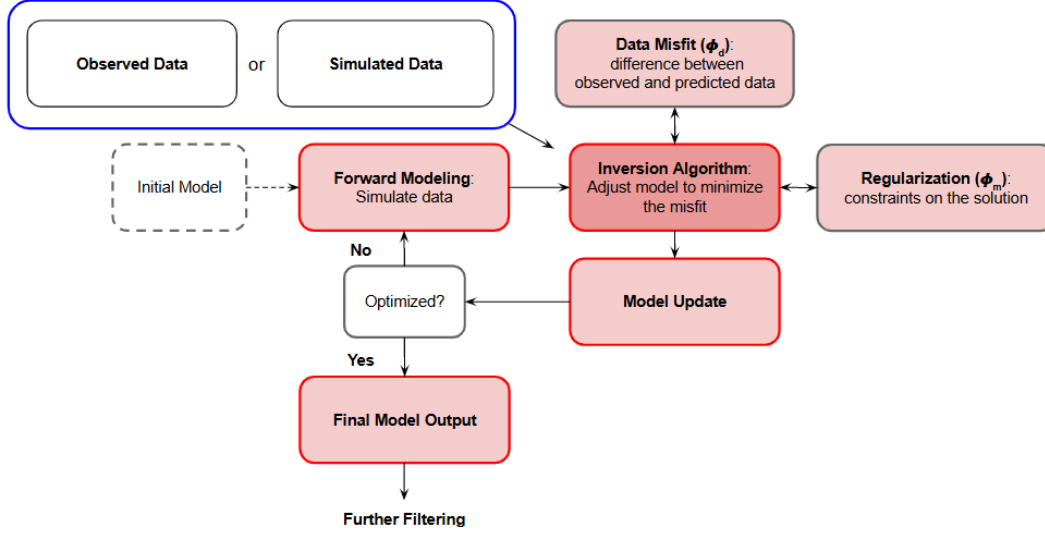 Observed Data
or
Simulated Data
Data Misfit (ϕd):
difference between
observed and predicted data
Initial Model
Forward Modeling:
Simulate data
Inversion Algorithm:
Adjust model to minimize
the misfit
Regularization (ϕm):
constraints on the solution
No
Optimized?
Model Update
Yes
Final Model Output
Further Filtering